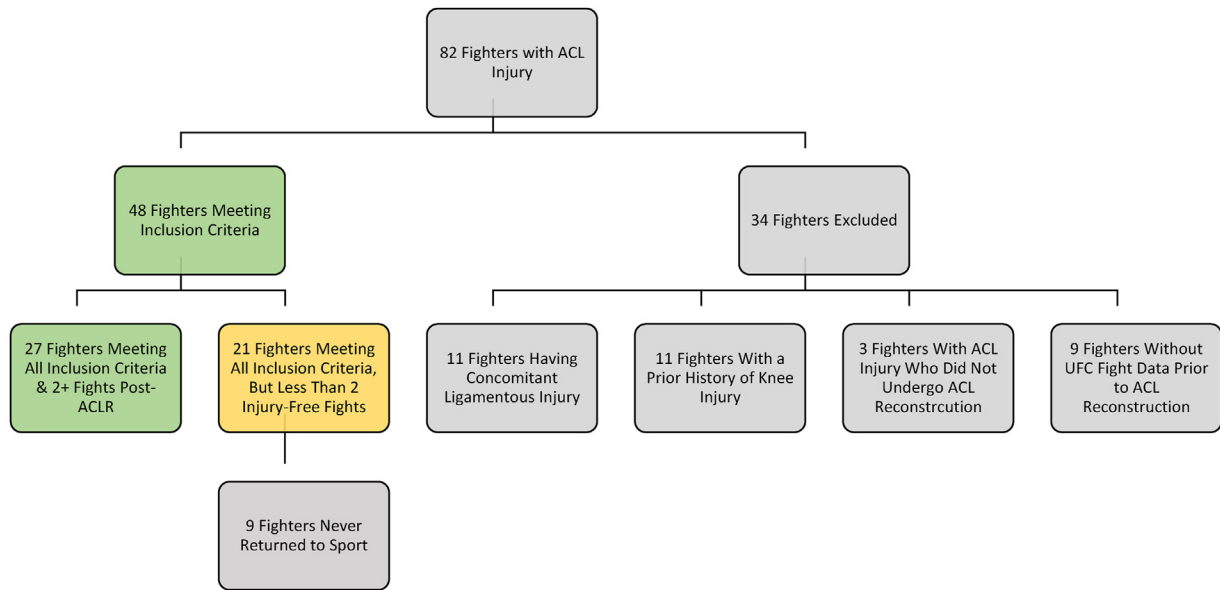 82 Fighters with ACL
Injury
48 Fighters Meeting
Inclusion Criteria
34 Fighters Excluded
27 Fighters Meeting
All Inclusion Criteria
& 2+ Fights Post-
ACLR
21 Fighters Meeting
All Inclusion Criteria,
But Less Than 2
Injury-Free Fights
11 Fighters Having
Concomitant
Ligamentous Injury
11 Fighters With a
Prior History of Knee
Injury
3 Fighters With ACL
Injury Who Did Not
Undergo ACL
Reconstrcution
9 Fighters Without
UFC Fight Data Prior
to ACL
Reconstruction
9 Fighters Never
Returned to Sport